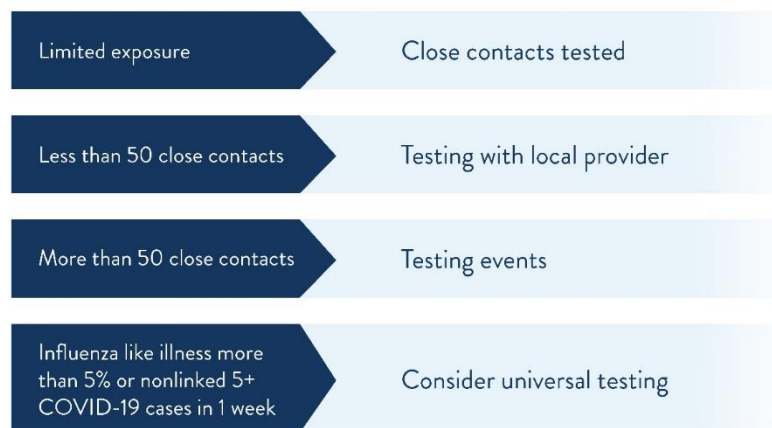 Limited exposure
Close contacts tested
Less than 50 close contacts
Testing with local provider
More than 50 close contacts
Testing events
Influenza like illness more
than 5% or nonlinked 5+
COVID-19 cases in 1 week
Consider universal testing